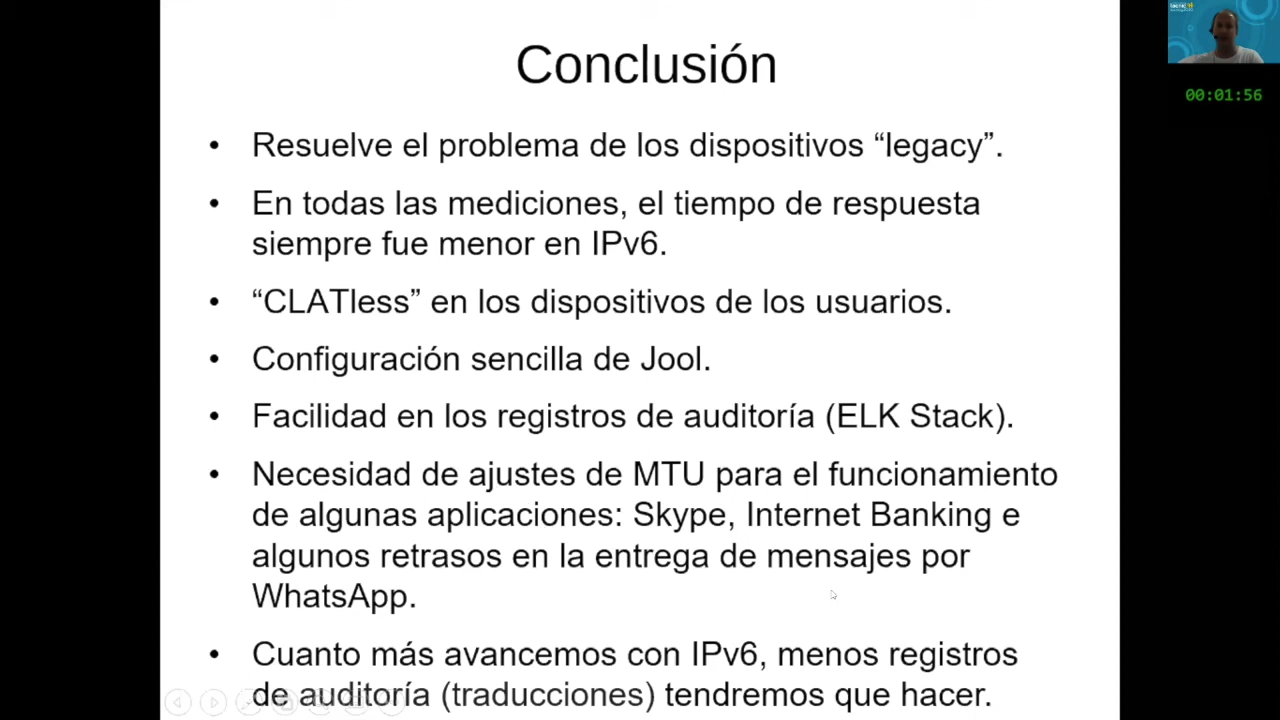 Conclusión
00:01:56
• Resuelve el problema de los dispositivos “legacy”.
• En todas las mediciones, el tiempo de respuesta
siempre fue menor en IPv6.
• “CLATless” en los dispositivos de los usuarios.
• Configuración sencilla de Jool.
• Facilidad en los registros de auditoría (ELK Stack).
• Necesidad de ajustes de MTU para el funcionamiento
de algunas aplicaciones: Skype, Internet Banking e
algunos retrasos en la entrega de mensajes por
WhatsApp.
• Cuanto más avancemos con IPv6, menos registros
de auditoría (traducciones) tendremos que hacer.